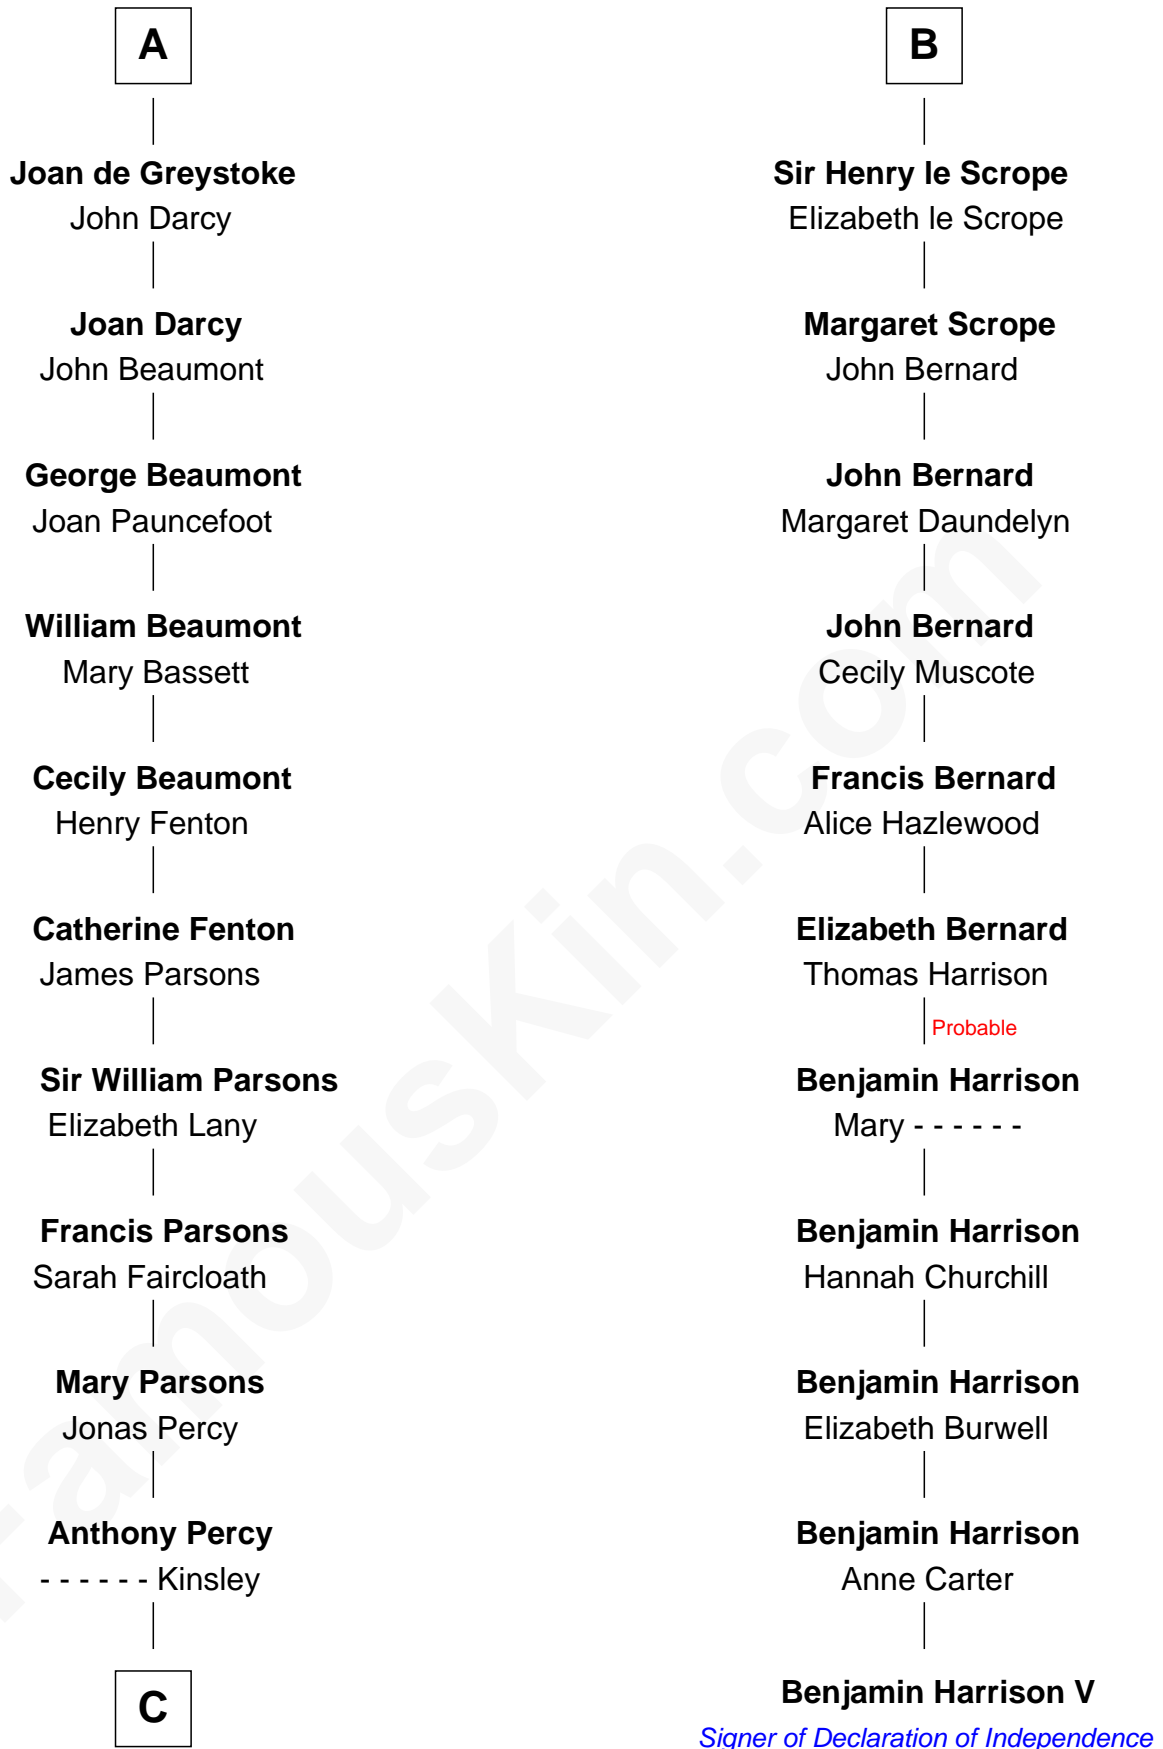 A
Joan de Greystoke
John Darcy
Joan Darcy
John Beaumont
George Beaumont
Joan Pauncefoot
William Beaumont
Mary Bassett
Cecily Beaumont
Henry Fenton
Catherine Fenton
James Parsons
Sir William Parsons
Elizabeth Lany
Francis Parsons
Sarah Faircloath
Mary Parsons
Jonas Percy
Anthony Percy
- - - - - - Kinsley
C
B
Sir Henry le Scrope
Elizabeth le Scrope
Margaret Scrope
John Bernard
John Bernard
Margaret Daundelyn
John Bernard
Cecily Muscote
Francis Bernard
Alice Hazlewood
Elizabeth Bernard
Thomas Harrison
Probable
Benjamin Harrison
Mary - - - - - -
Benjamin Harrison
Hannah Churchill
Benjamin Harrison
Elizabeth Burwell
Benjamin Harrison
Anne Carter
Benjamin Harrison V
Signer of Declaration of Independence
FamousKin.com